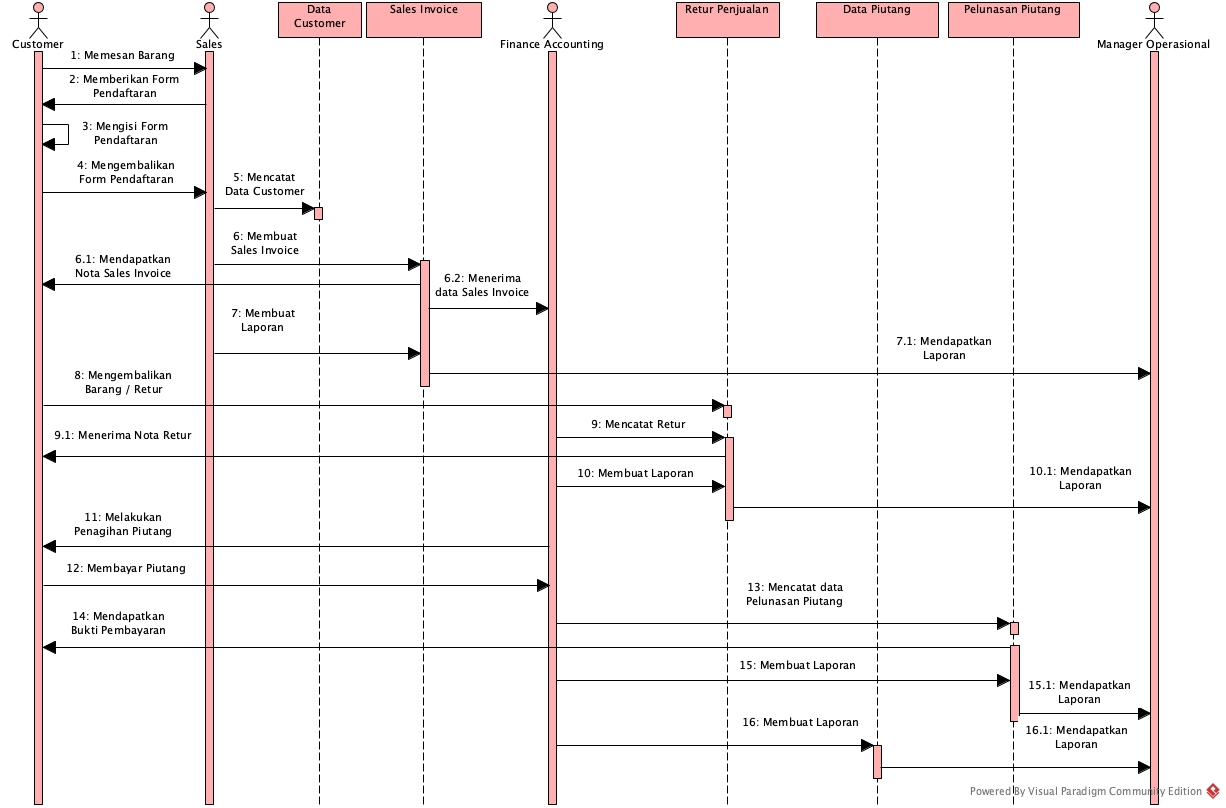 Data
Customer
Sales Invoice
Retur Penjualan
Data Piutang
Pelunasan Piutang
Customer
Sales
Finance Accounting
Manager Operasional
1: Memesan Barang
2: Memberikan Form
Pendaftaran
3: Mengisi Form
Pendaftaran
4: Mengembalikan
Form Pendaftaran
5: Mencatat
Data Customer
6: Membuat
Sales Invoice
6.1: Mendapatkan
Nota Sales Invoice
6.2: Menerima
data Sales Invoice
7: Membuat
Laporan
7.1: Mendapatkan
Laporan
8: Mengembalikan
Barang / Retur
9: Mencatat Retur
9.1: Menerima Nota Retur
10: Membuat Laporan
10.1: Mendapatkan
Laporan
11: Melakukan
Penagihan Piutang
12: Membayar Piutang
13: Mencatat data
Pelunasan Piutang
14: Mendapatkan
Bukti Pembayaran
15: Membuat Laporan
15.1: Mendapatkan
Laporan
16: Membuat Laporan
16.1: Mendapatkan
Laporan
Powered By Visual Paradigm Community Edition